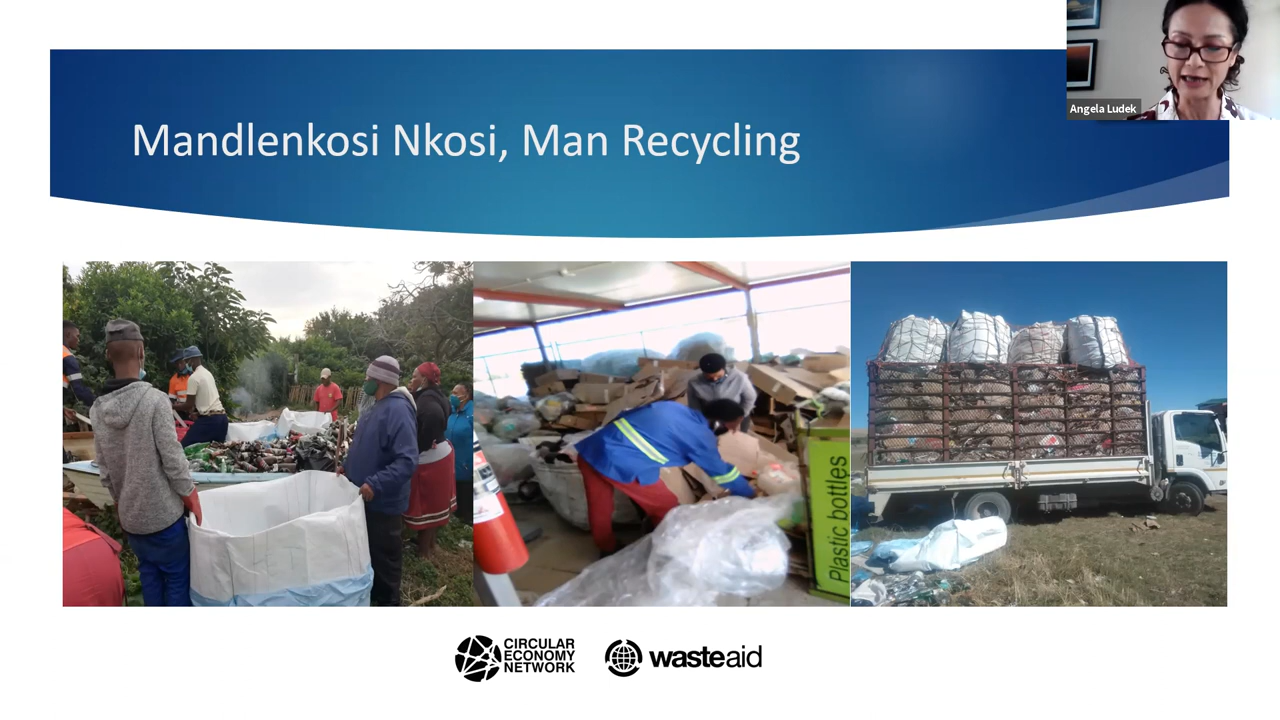 Angela Ludek
Mandlenkosi Nkosi, Man Recycling
Plastic bottles
CIRCULAR
ECONOMY
NETWORK
wasteaid